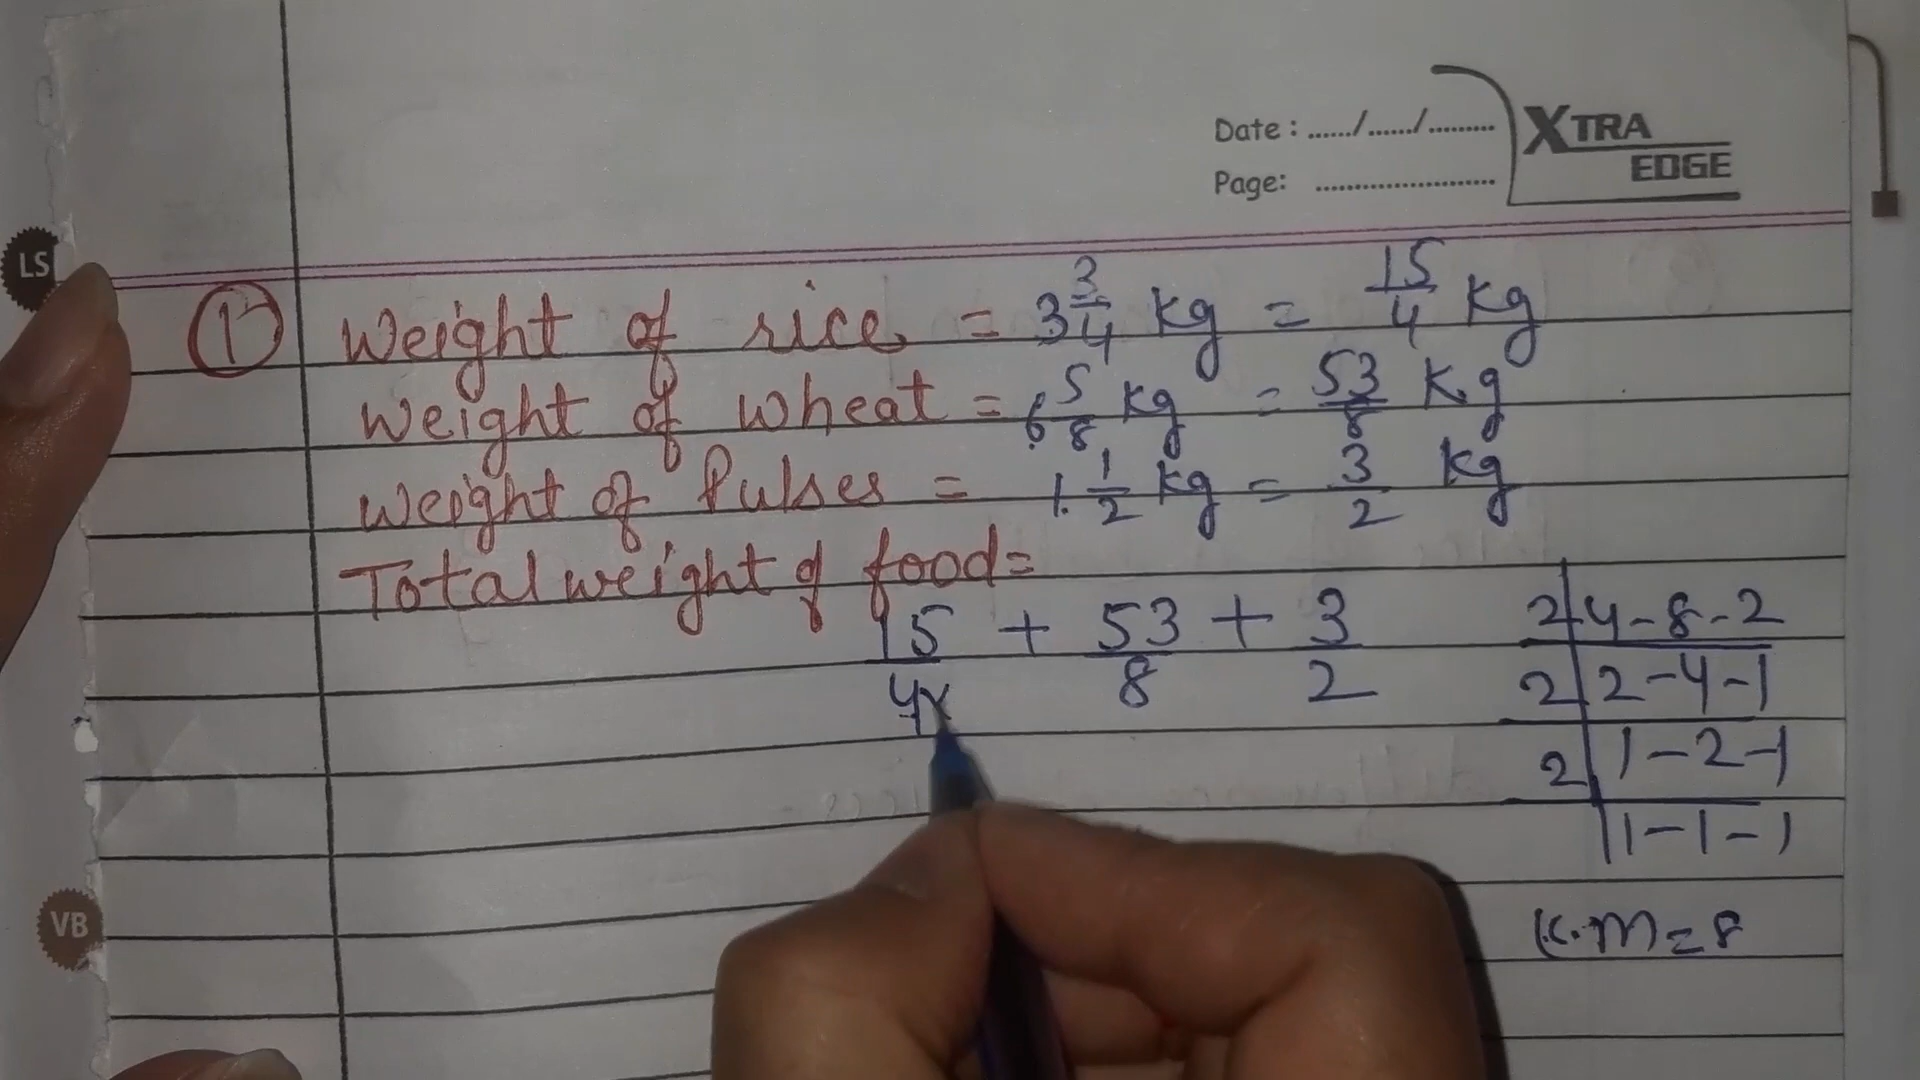 Date : ....../....../.........
Page: .......................
XTRA EDGE
LS
① Weight of rice = 3 3/4 kg = 15/4 kg
Weight of wheat = 6 5/8 kg = 53/8 kg
Weight of Pulses = 1 1/2 kg = 3/2 kg
Total weight of food=
15/4x + 53/8 + 3/2
2 4-8-2
2 2-4-1
2 1-2-1
1-1-1
VB
L.C.M=8